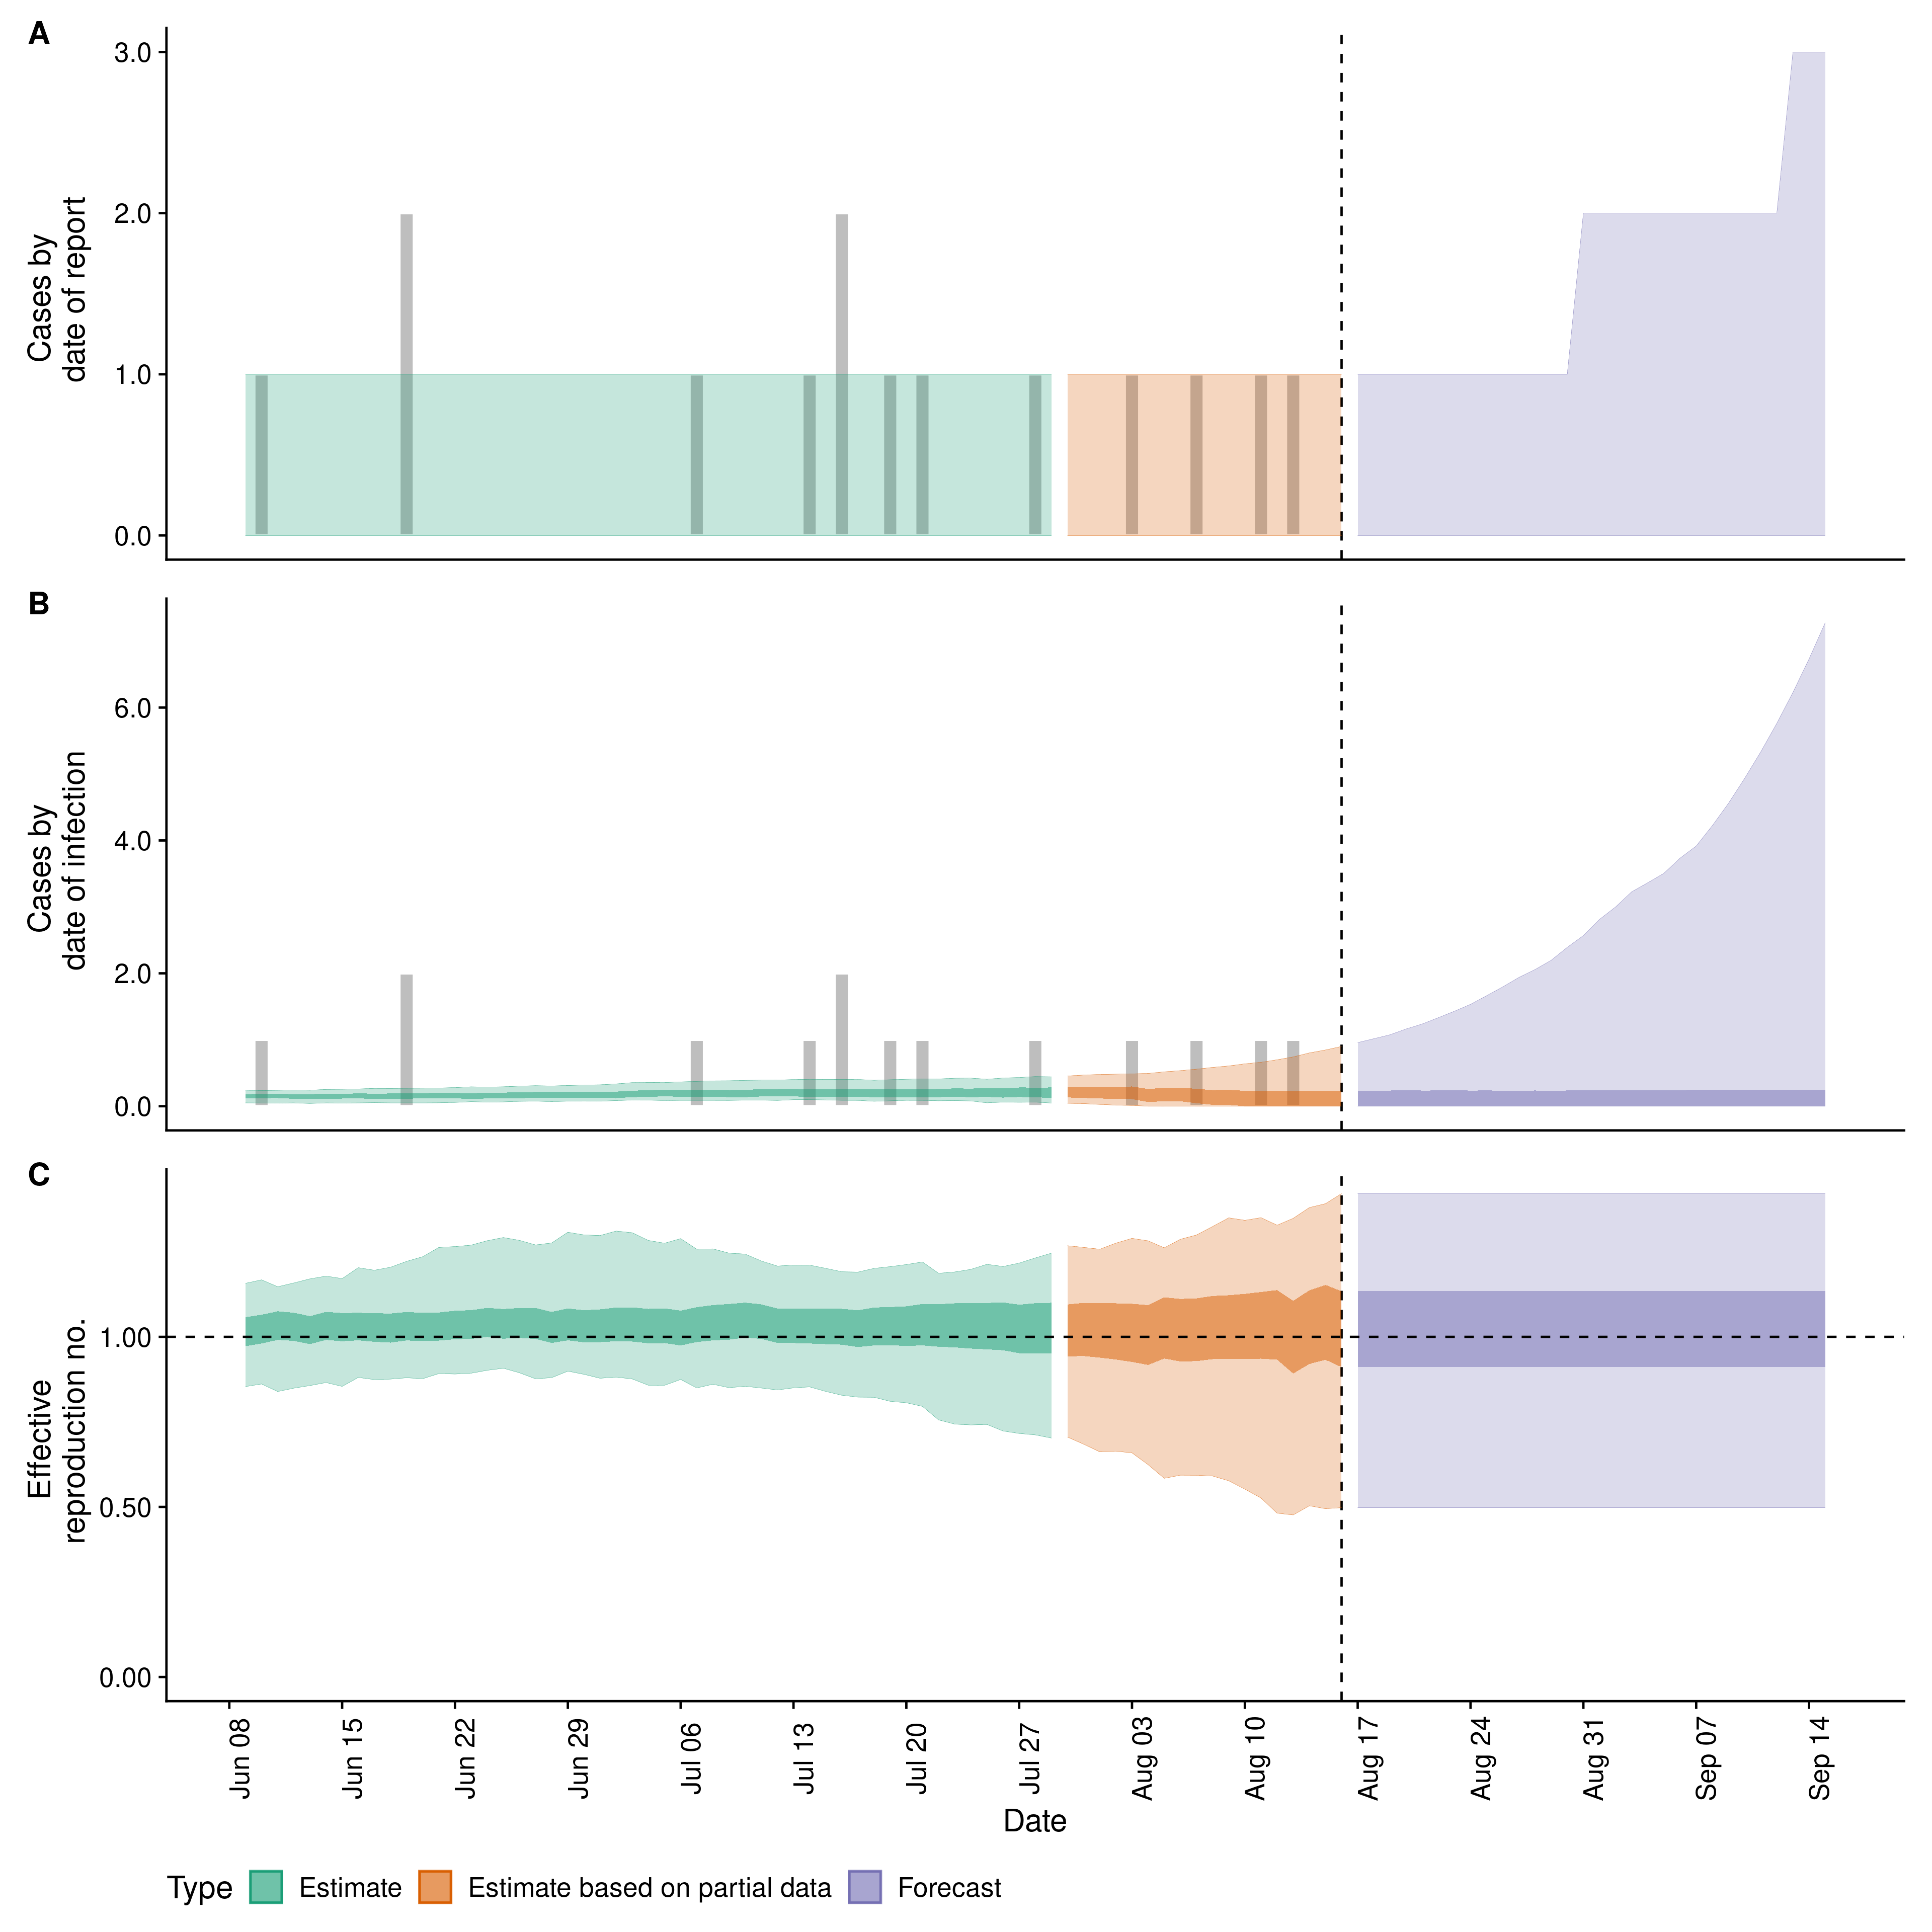 A
Cases by
date of report
3.0
2.0
1.0
0.0
B
Cases by
date of infection
6.0
4.0
2.0
0.0
C
Effective
reproduction no.
1.00
0.50
0.00
Jun 08
Jun 15
Jun 22
Jun 29
Jul 06
Jul 13
Jul 20
Jul 27
Aug 03
Aug 10
Aug 17
Aug 24
Aug 31
Sep 07
Sep 14
Date
Type Estimate Estimate based on partial data Forecast